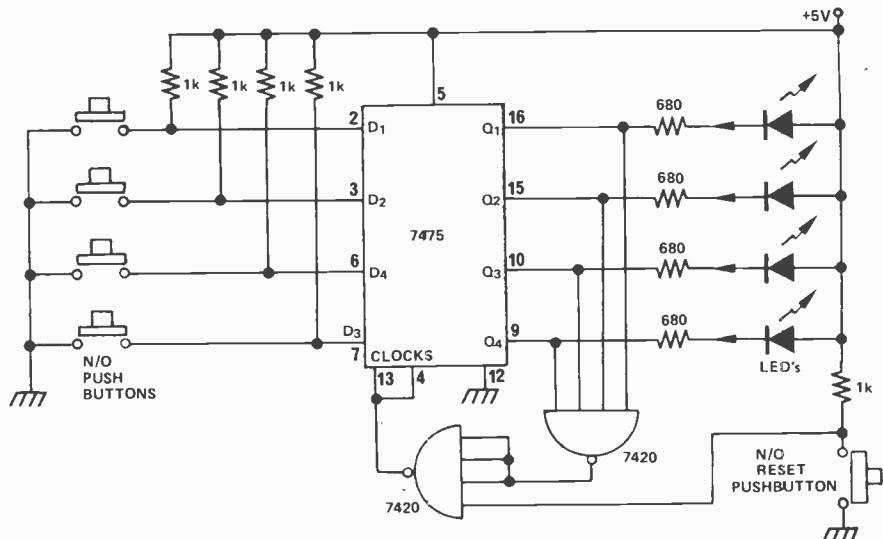 +5V
1k 1k 1k 1k
5
2 D1
3 D2
6 D4
7 D3
7475
CLOCKS
13 4 12
Q1 16
Q2 15
Q3 10
Q4 9
680
680
680
680
LED's
1k
N/O
PUSH
BUTTONS
7420
7420
N/O
RESET
PUSHBUTTON